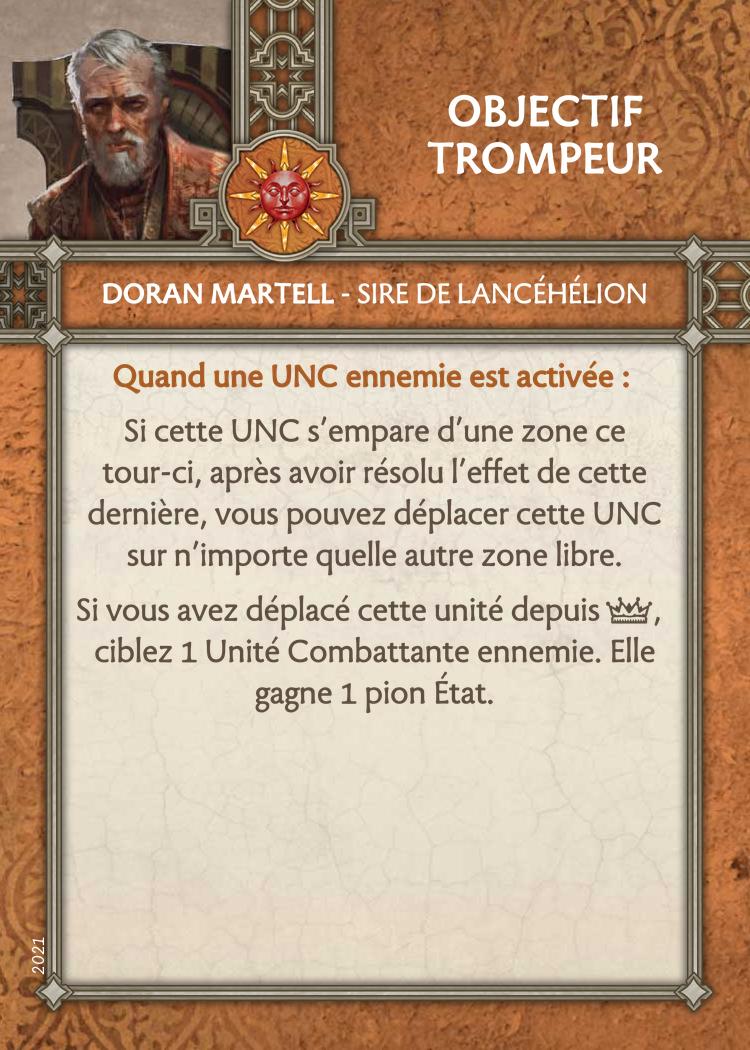 OBJECTIF
TROMPEUR
DORAN MARTELL - SIRE DE LANCÉHÉLION
Quand une UNC ennemie est activée :
Si cette UNC s’empare d’une zone ce
tour-ci, après avoir résolu l’effet de cette
dernière, vous pouvez déplacer cette UNC
sur n’importe quelle autre zone libre.
Si vous avez déplacé cette unité depuis ,
ciblez 1 Unité Combattante ennemie. Elle
gagne 1 pion État.
2021